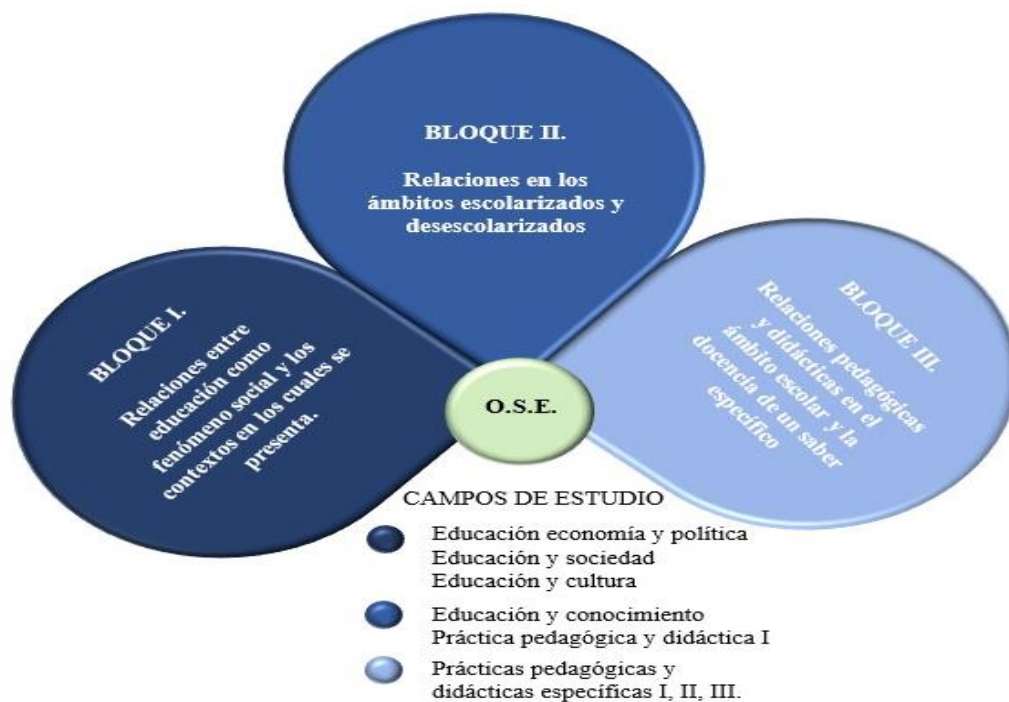 BLOQUE II.
Relaciones en los
ámbitos escolarizados y
desescolarizados
BLOQUE I.
Relaciones entre
educación como
fenómeno social y los
contextos en los cuales se
presenta.
BLOQUE III.
Relaciones pedagógicas
y didácticas en el
ámbito escolar y la
docencia de un saber
específico
O.S.E.
CAMPOS DE ESTUDIO
Educación economía y política
Educación y sociedad
Educación y cultura
Educación y conocimiento
Práctica pedagógica y didáctica I
Prácticas pedagógicas y
didácticas específicas I, II, III.